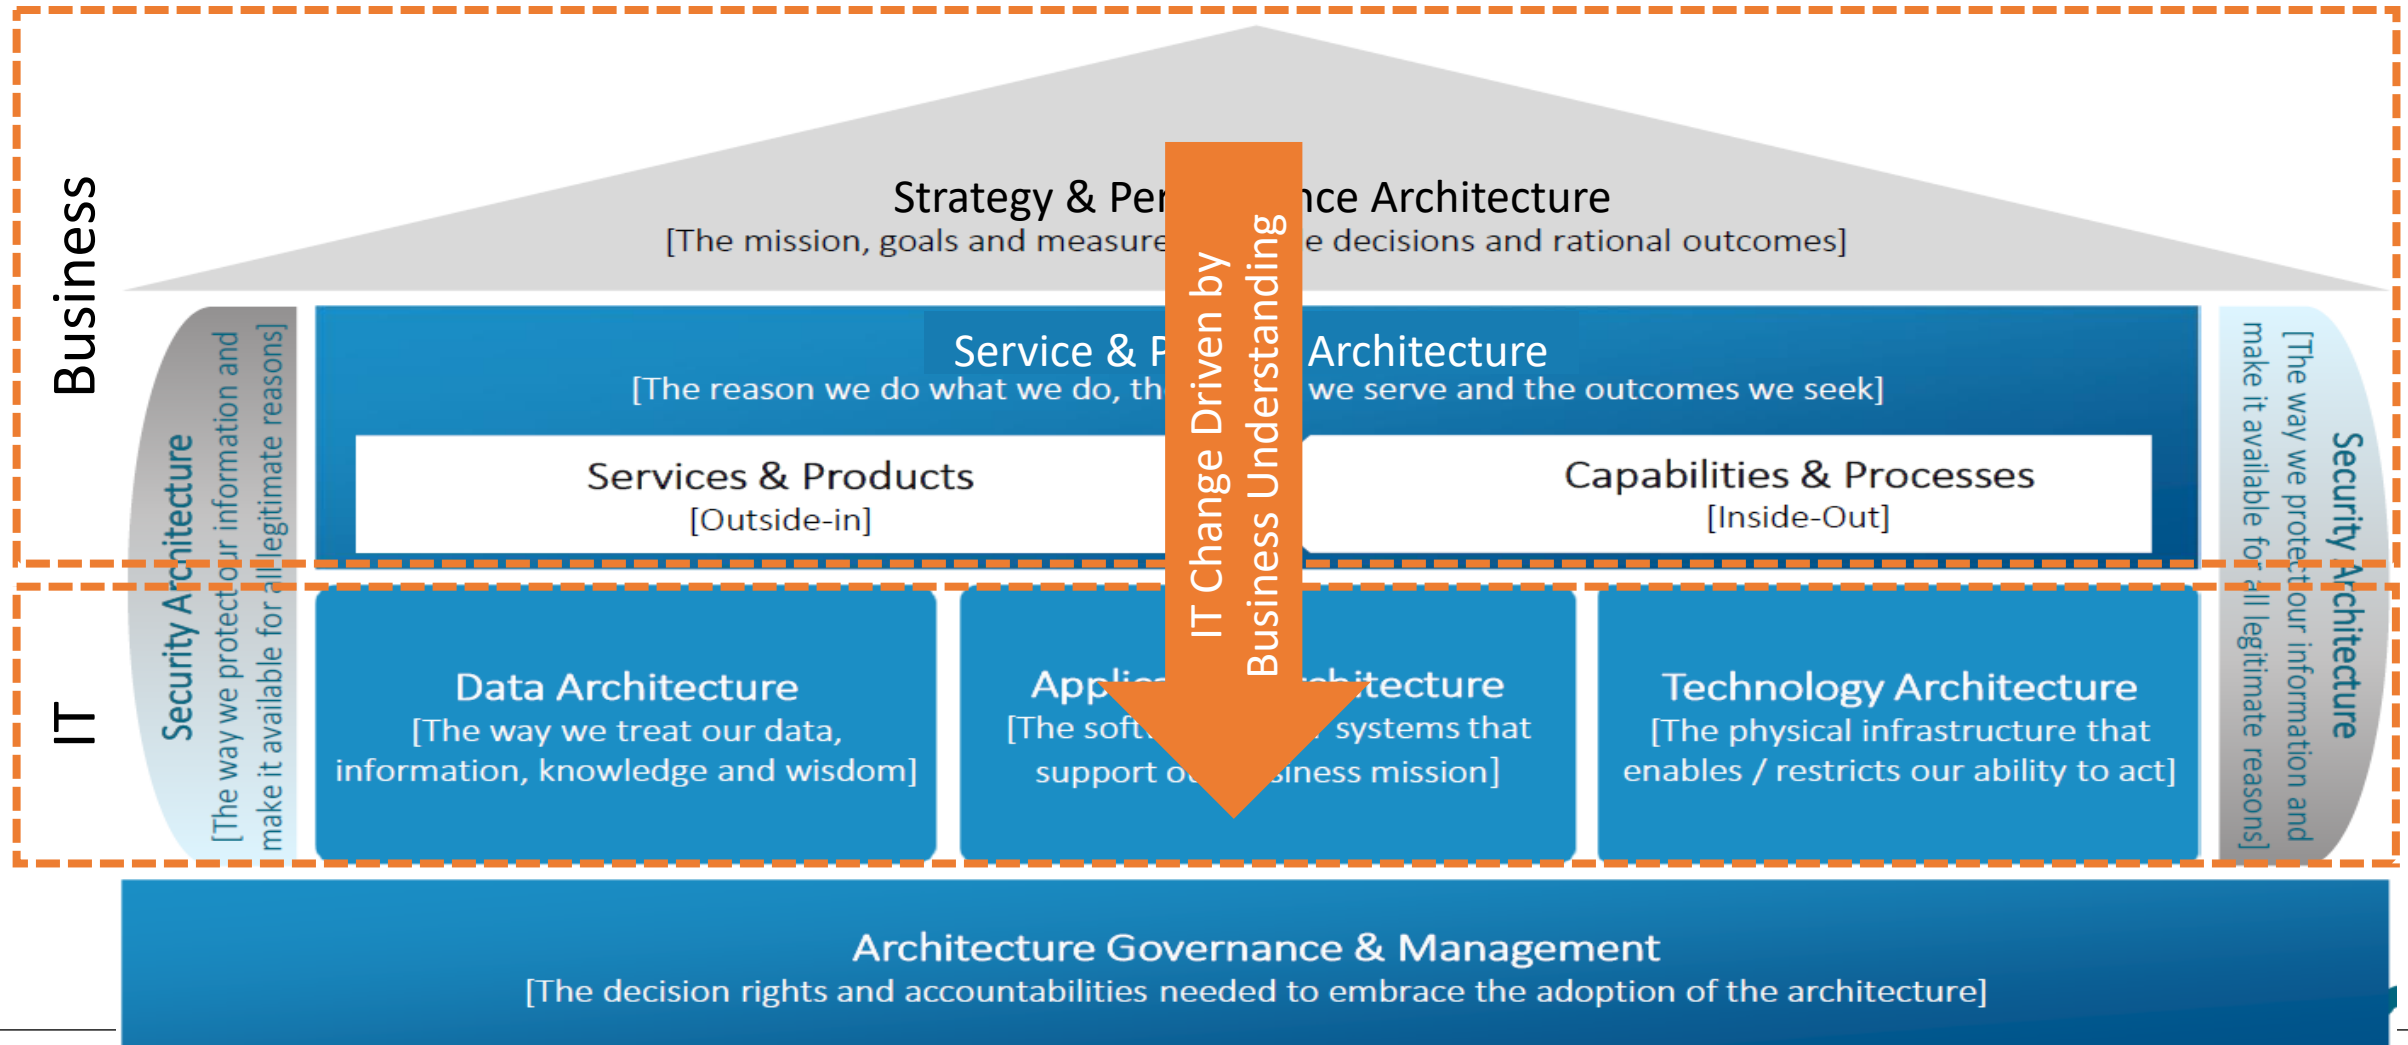 Business
Strategy & Per nce Architecture
[The mission, goals and measure e decisions and rational outcomes]
IT Change Driven by
Business Understanding
Service & P Architecture
[The reason we do what we do, th we serve and the outcomes we seek]
Services & Products
[Outside-in]
Capabilities & Processes
[Inside-Out]
Security Architecture
[The way we protect our information and
make it available for all legitimate reasons]
Security Architecture
[The way we protect our information and
make it available for all legitimate reasons]
IT
Data Architecture
[The way we treat our data,
information, knowledge and wisdom]
Applic chitecture
[The soft systems that
support ou siness mission]
Technology Architecture
[The physical infrastructure that
enables / restricts our ability to act]
Architecture Governance & Management
[The decision rights and accountabilities needed to embrace the adoption of the architecture]